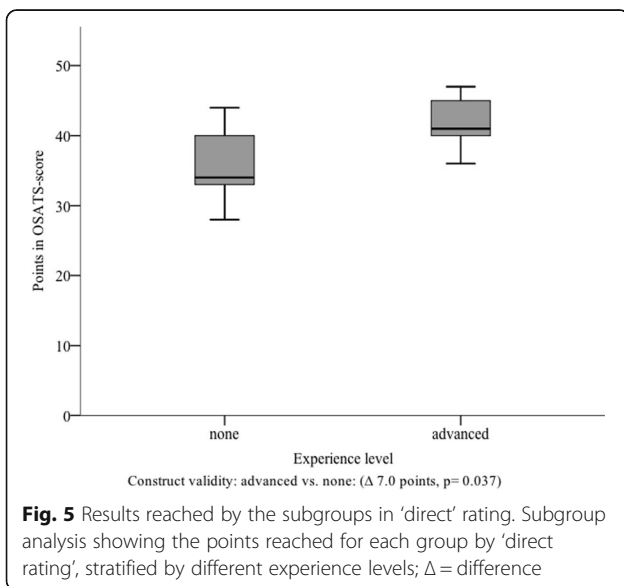 50
40
30
20
10
0
Points in OSATS-score
none advanced
Experience level
Construct validity: advanced vs. none: (Δ 7.0 points, p= 0.037)
Fig. 5 Results reached by the subgroups in ‘direct’ rating. Subgroup
analysis showing the points reached for each group by ‘direct
rating’, stratified by different experience levels; Δ = difference